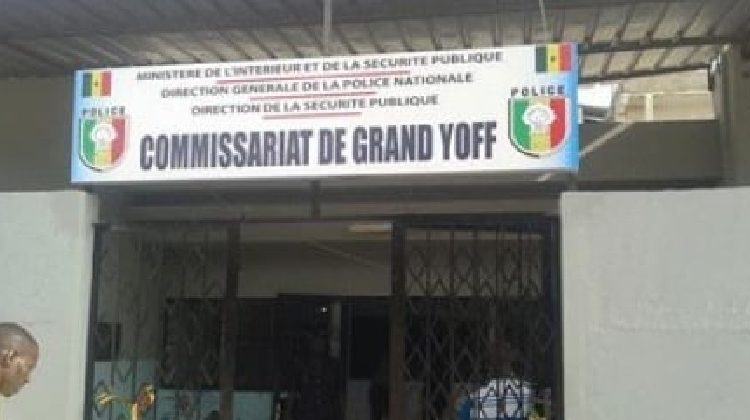 MINISTERE DE L'INTERIEUR ET DE LA SECURITE PUBLIQUE
DIRECTION GENERALE DE LA POLICE NATIONALE
DIRECTION DE LA SECURITE PUBLIQUE
POLICE
POLICE
COMMISSARIAT DE GRAND YOFF